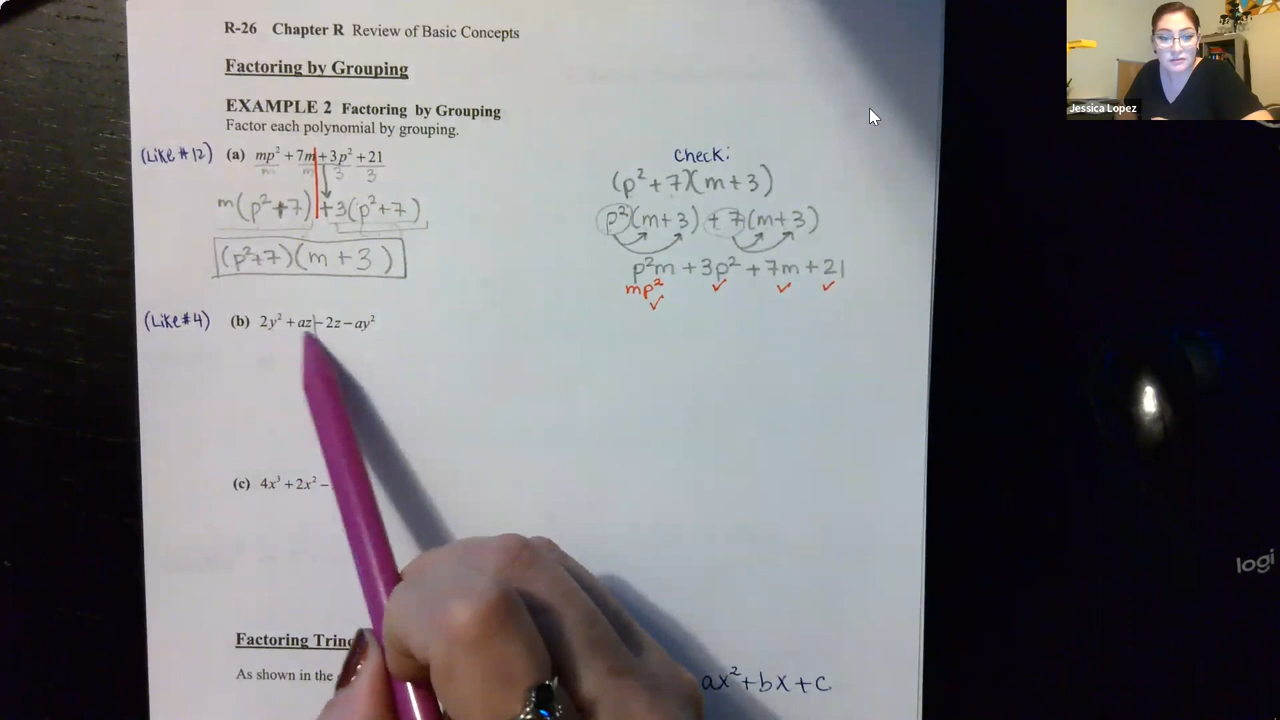 R-26 Chapter R Review of Basic Concepts
Jessica Lopez
Factoring by Grouping
EXAMPLE 2 Factoring by Grouping
Factor each polynomial by grouping.
(Like #12) (a) mp² + 7m + 3p² + 21
m m 3 3
m(p² + 7) + 3(p² + 7)
(p² + 7)(m + 3)
check:
(p² + 7)(m + 3)
p²(m + 3) + 7(m + 3)
p²m + 3p² + 7m + 21
mp² ✓ ✓ ✓
✓
(Like #4) (b) 2y² + az - 2z - ay²
(c) 4x³ + 2x² -
logi
Factoring Trin
As shown in the
ax² + bx + c